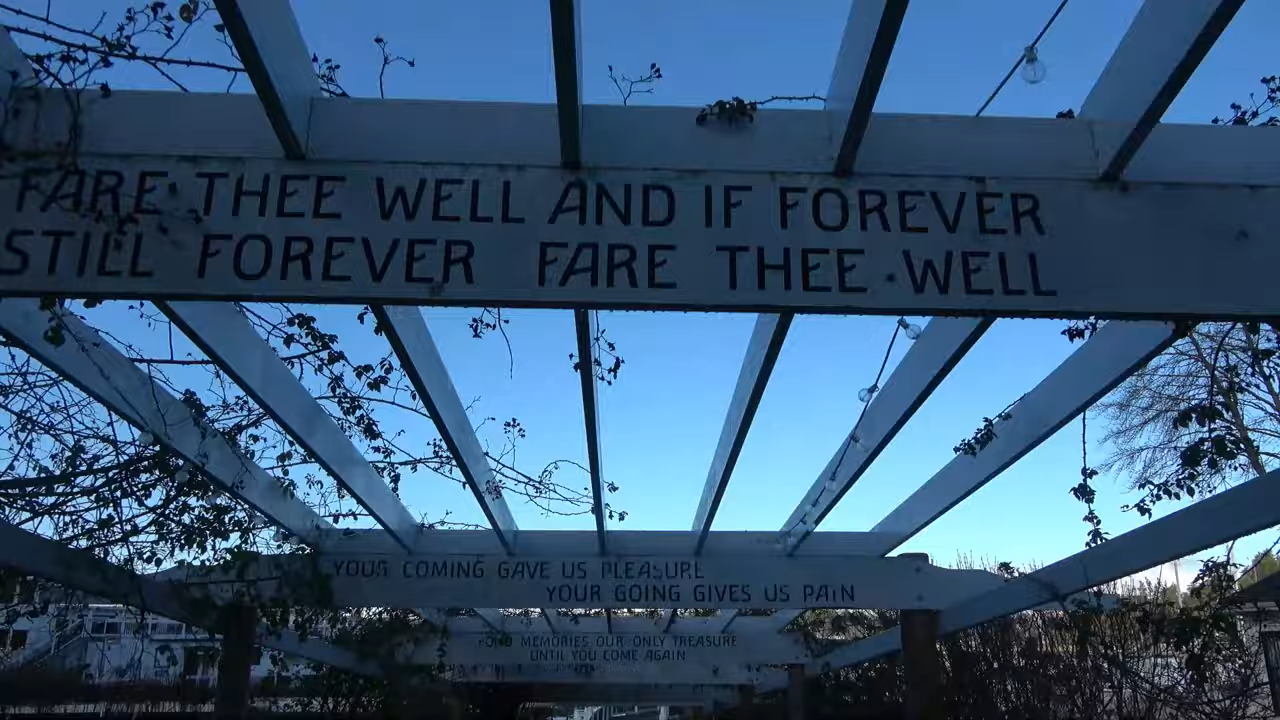 FARE THEE WELL AND IF FOREVER
STILL FOREVER FARE THEE WELL
YOUR COMING GAVE US PLEASURE
YOUR GOING GIVES US PAIN
FOND MEMORIES OUR ONLY TREASURE
UNTIL YOU COME AGAIN